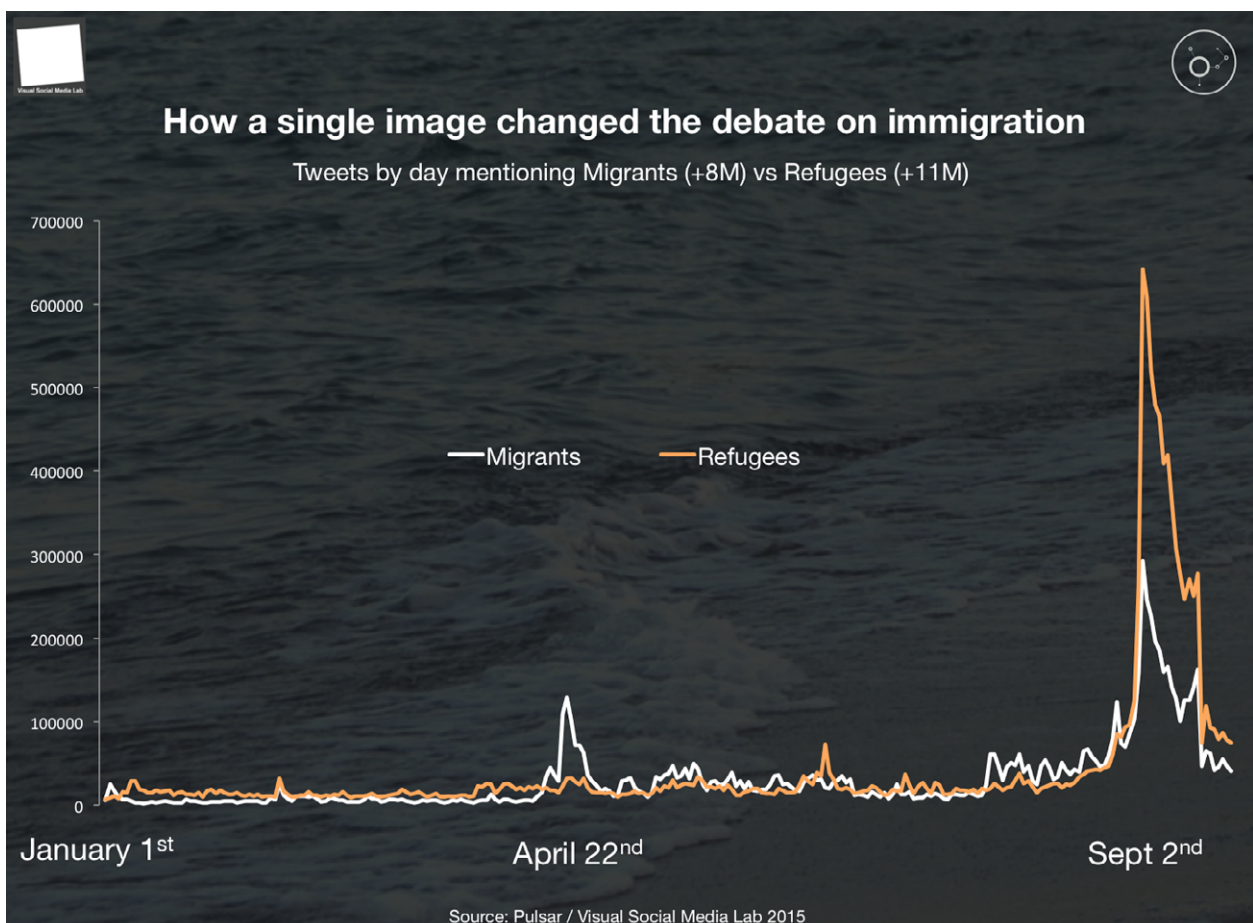 Visual Social Media Lab
How a single image changed the debate on immigration
Tweets by day mentioning Migrants (+8M) vs Refugees (+11M)
700000
600000
500000
400000
300000
200000
100000
0
Migrants
Refugees
January 1st
April 22nd
Sept 2nd
Source: Pulsar / Visual Social Media Lab 2015